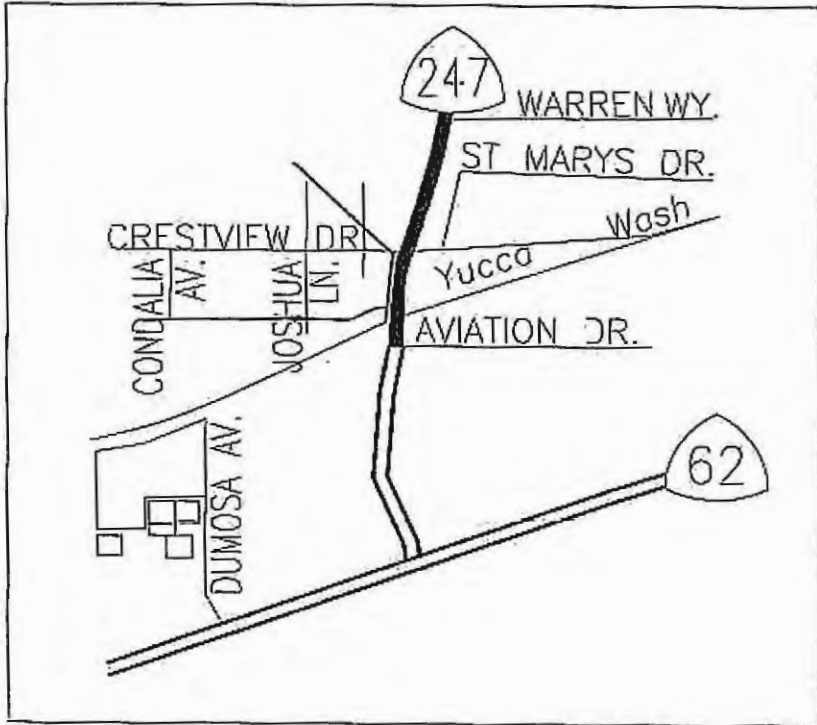 247
WARREN WY.
ST MARYS DR.
CRESTVIEW DR
Yucca Wash
CONDALIA AV.
JOSHUA LN.
AVIATION DR.
DUMOSA AV.
62